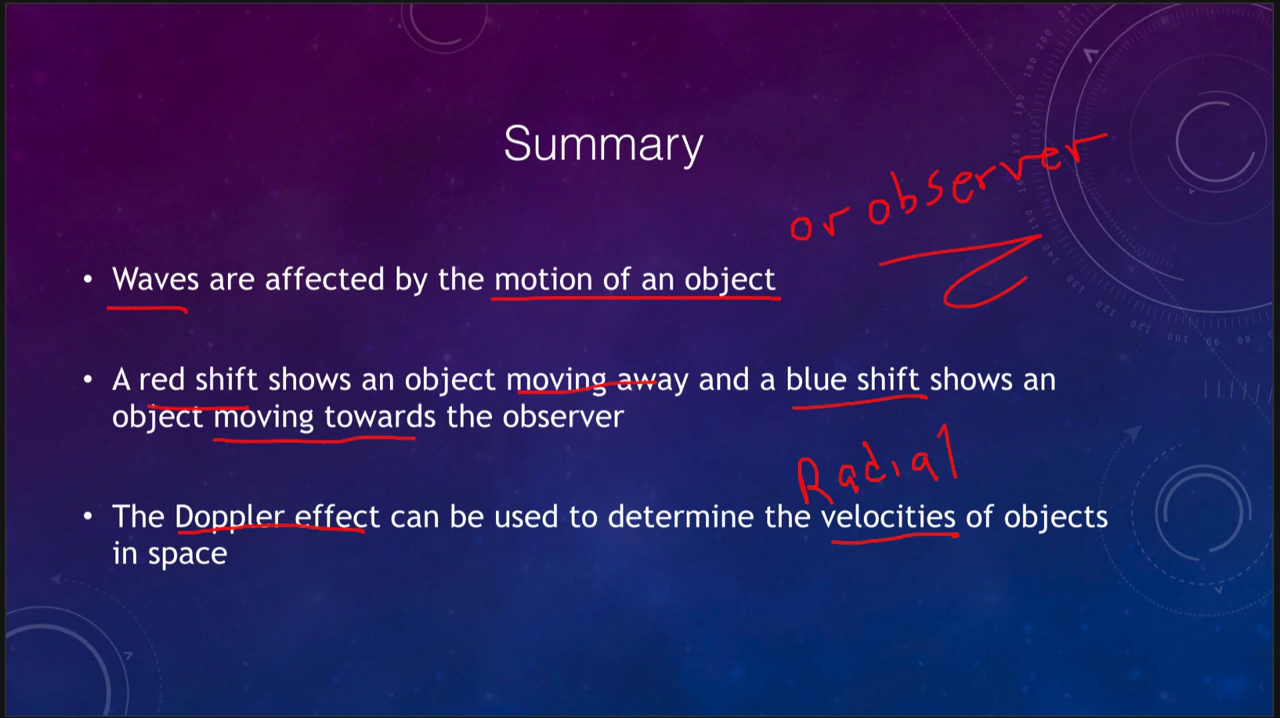 Summary
or observer
• Waves are affected by the motion of an object
• A red shift shows an object moving away and a blue shift shows an
object moving towards the observer
Radial
• The Doppler effect can be used to determine the velocities of objects
in space